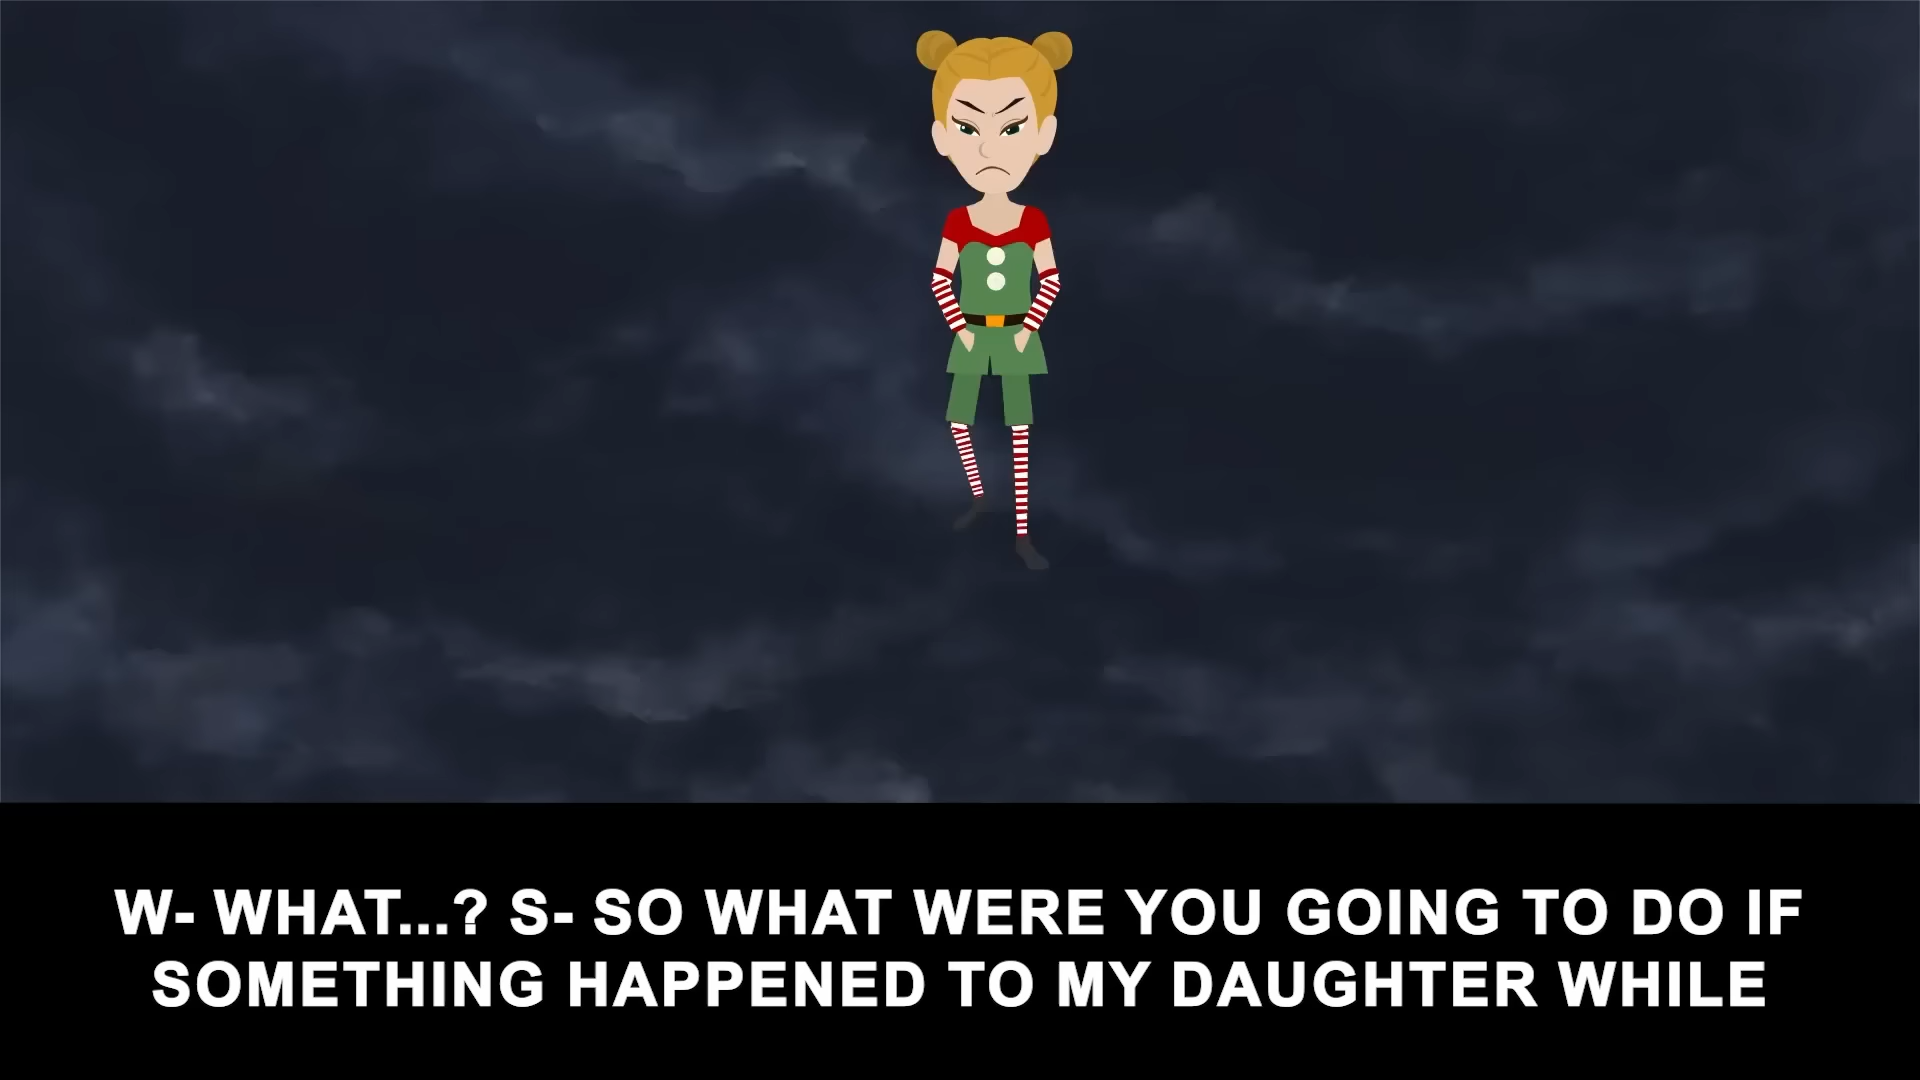 W- WHAT...? S- SO WHAT WERE YOU GOING TO DO IF
SOMETHING HAPPENED TO MY DAUGHTER WHILE